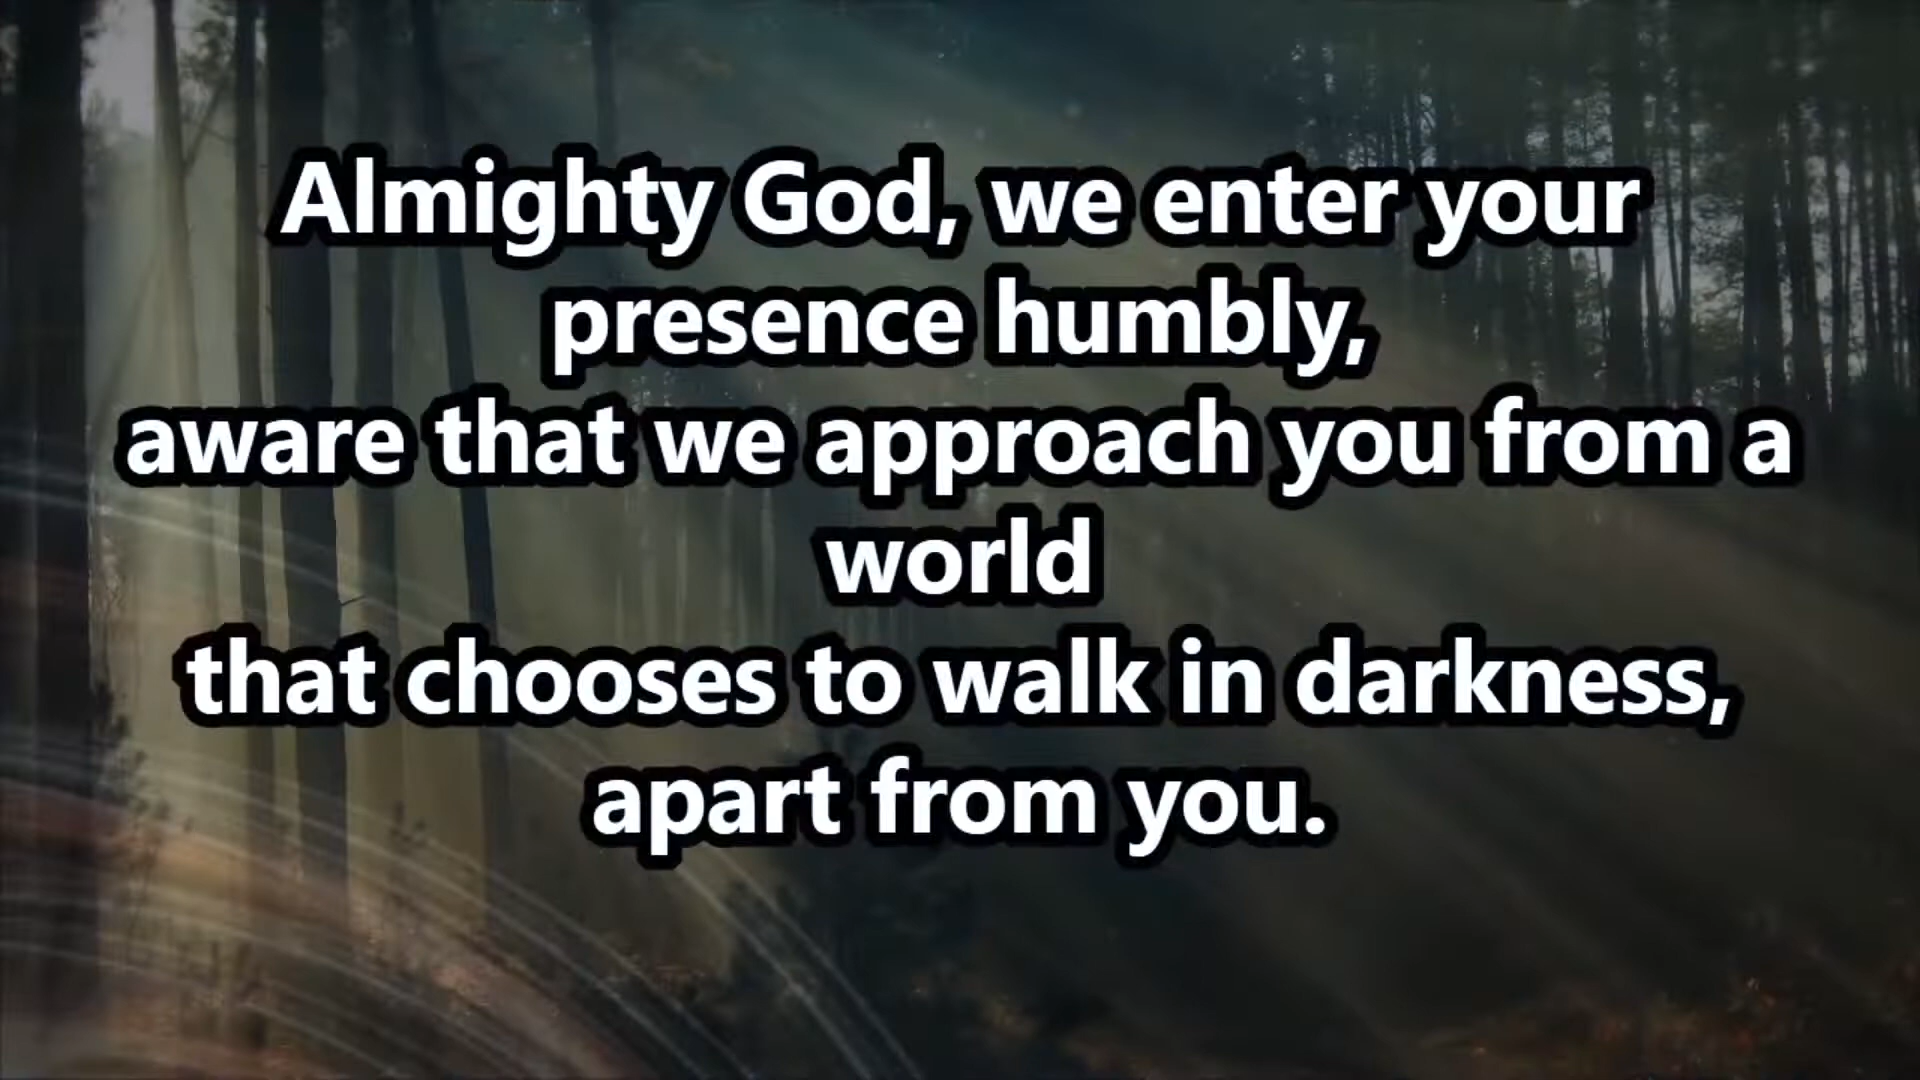 Almighty God, we enter your
presence humbly,
aware that we approach you from a
world
that chooses to walk in darkness,
apart from you.